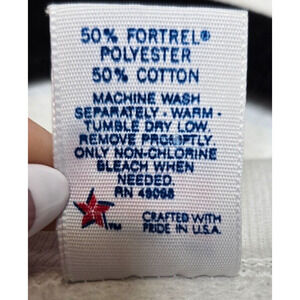 50% FORTREL®
POLYESTER
50% COTTON
MACHINE WASH
SEPARATELY · WARM ·
TUMBLE DRY LOW.
REMOVE PROMPTLY.
ONLY NON-CHLORINE
BLEACH WHEN
NEEDED
RN
CRAFTED WITH
PRIDE IN U.S.A.
TM